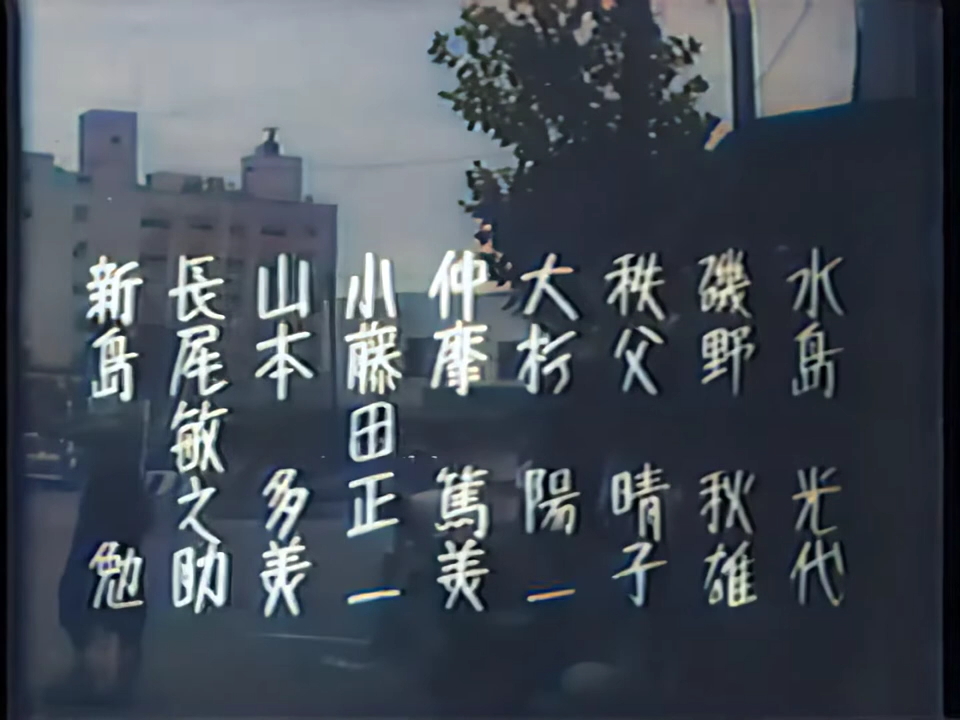 水島 光代
磯野 秋雄
秩父 晴子
大村 陽一
仲摩 篤美
小藤田正一
山本 多美
長尾敏之助
新島 勉